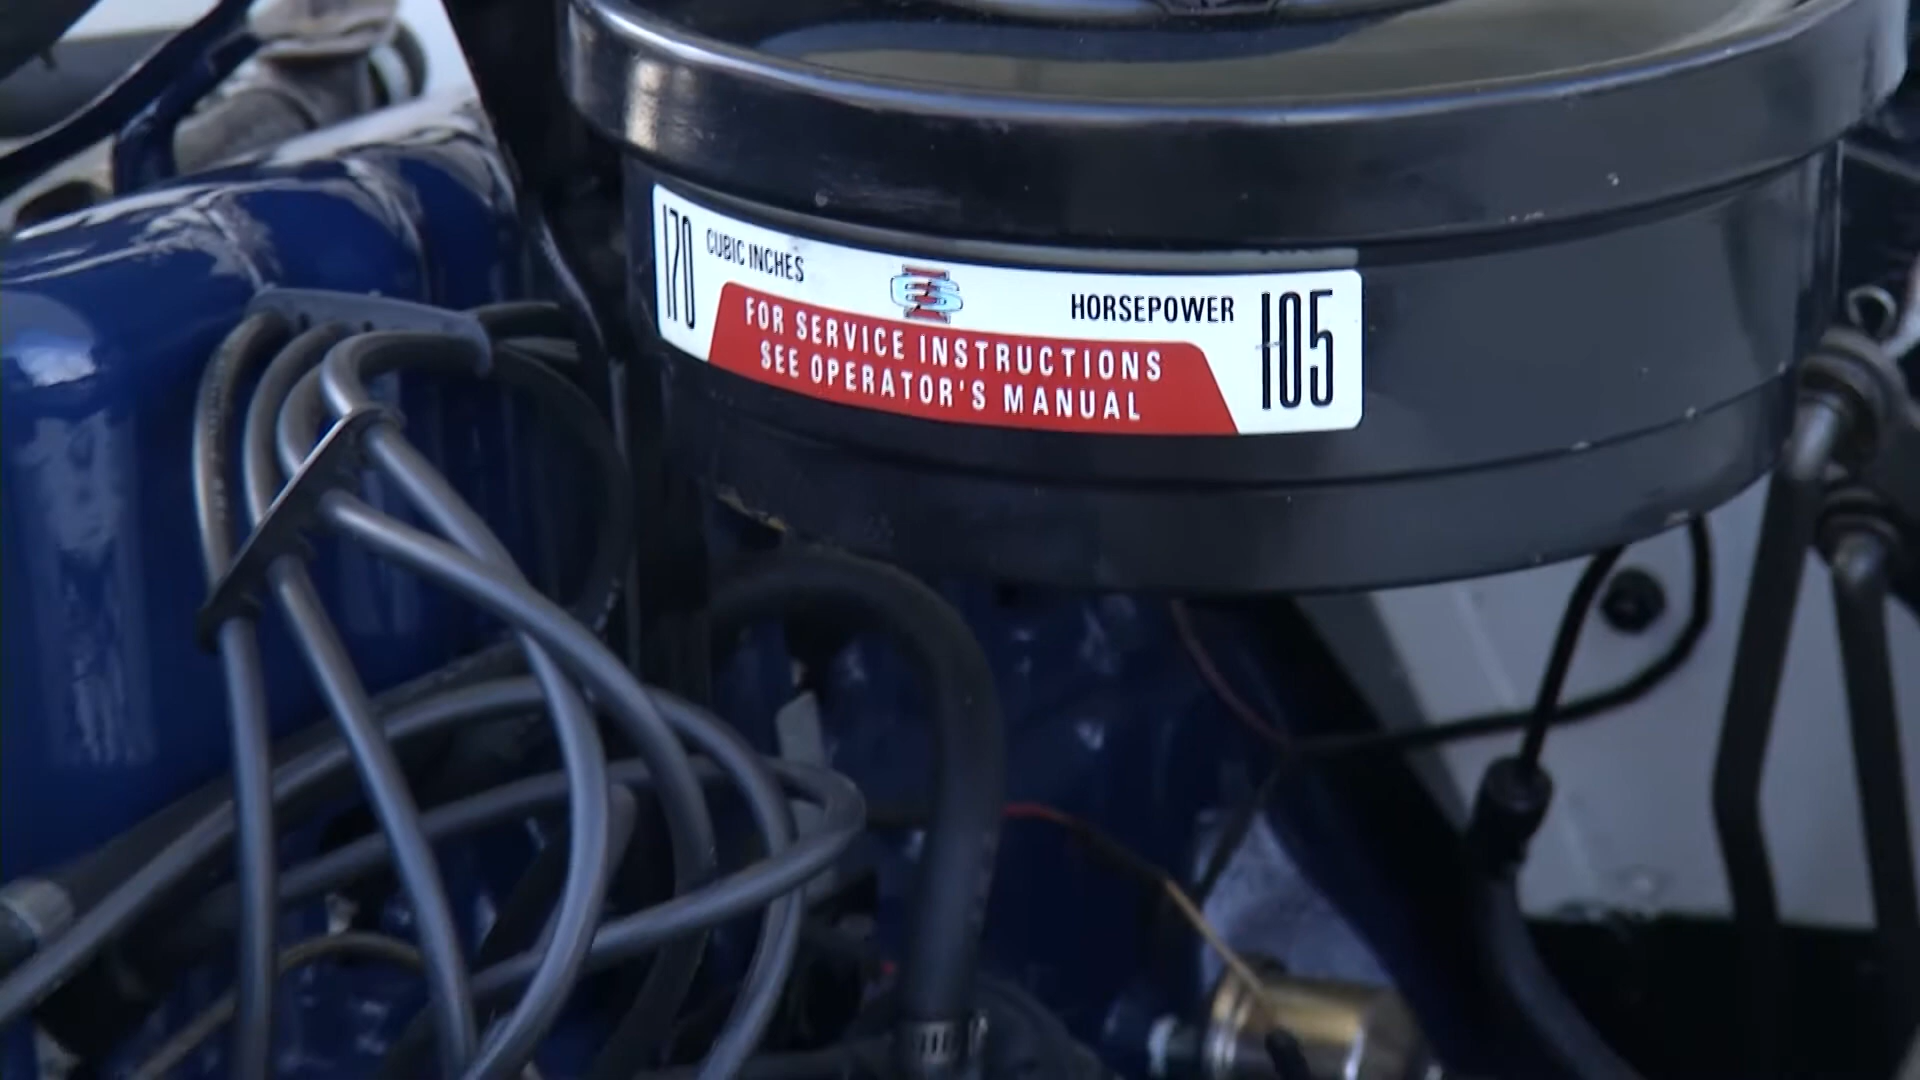 170 CUBIC INCHES
HORSEPOWER 105
FOR SERVICE INSTRUCTIONS
SEE OPERATOR'S MANUAL